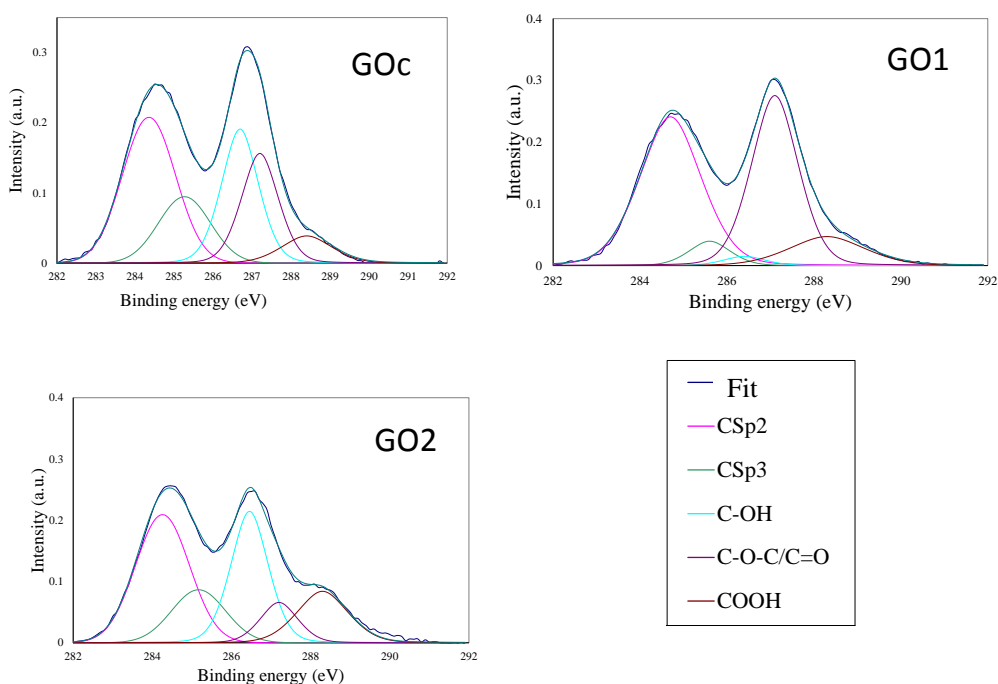 GOc
Intensity (a.u.)
0.3
0.2
0.1
0
282 283 284 285 286 287 288 289 290 291 292
Binding energy (eV)
GO1
Intensity (a.u.)
0.4
0.3
0.2
0.1
0
282 284 286 288 290 292
Binding energy (eV)
GO2
Intensity (a.u.)
0.4
0.3
0.2
0.1
0
282 284 286 288 290 292
Binding energy (eV)
Fit
CSp2
CSp3
C-OH
C-O-C/C=O
COOH